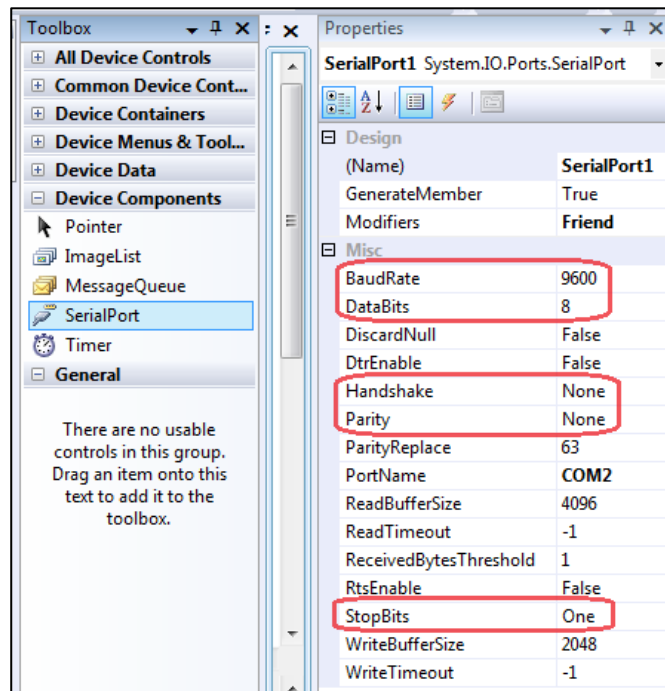 Toolbox
All Device Controls
Common Device Cont...
Device Containers
Device Menus & Tool...
Device Data
Device Components
Pointer
ImageList
MessageQueue
SerialPort
Timer
General
There are no usable
controls in this group.
Drag an item onto this
text to add it to the
toolbox.
Properties
SerialPort1 System.IO.Ports.SerialPort
Design
(Name) SerialPort1
GenerateMember True
Modifiers Friend
Misc
BaudRate 9600
DataBits 8
DiscardNull False
DtrEnable False
Handshake None
Parity None
ParityReplace 63
PortName COM2
ReadBufferSize 4096
ReadTimeout -1
ReceivedBytesThreshold 1
RtsEnable False
StopBits One
WriteBufferSize 2048
WriteTimeout -1